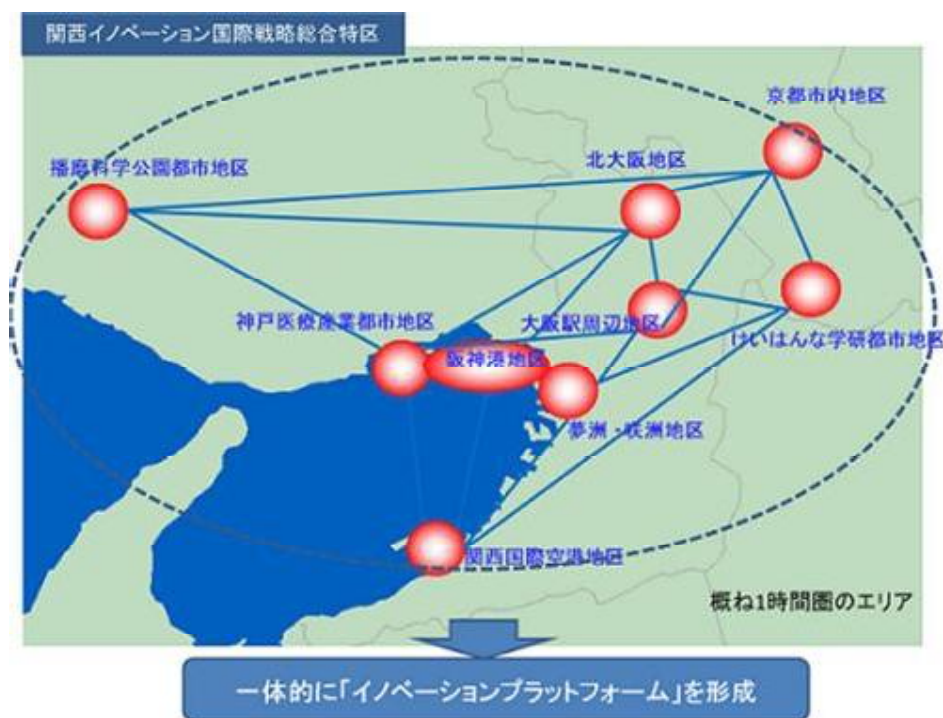 関西イノベーション国際戦略総合特区
京都市内地区
播磨科学公園都市地区
北大阪地区
神戸医療産業都市地区
大阪駅周辺地区
けいはんな学研都市地区
阪神港地区
夢洲・咲洲地区
関西国際空港地区
概ね1時間圏のエリア
一体的に「イノベーションプラットフォーム」を形成